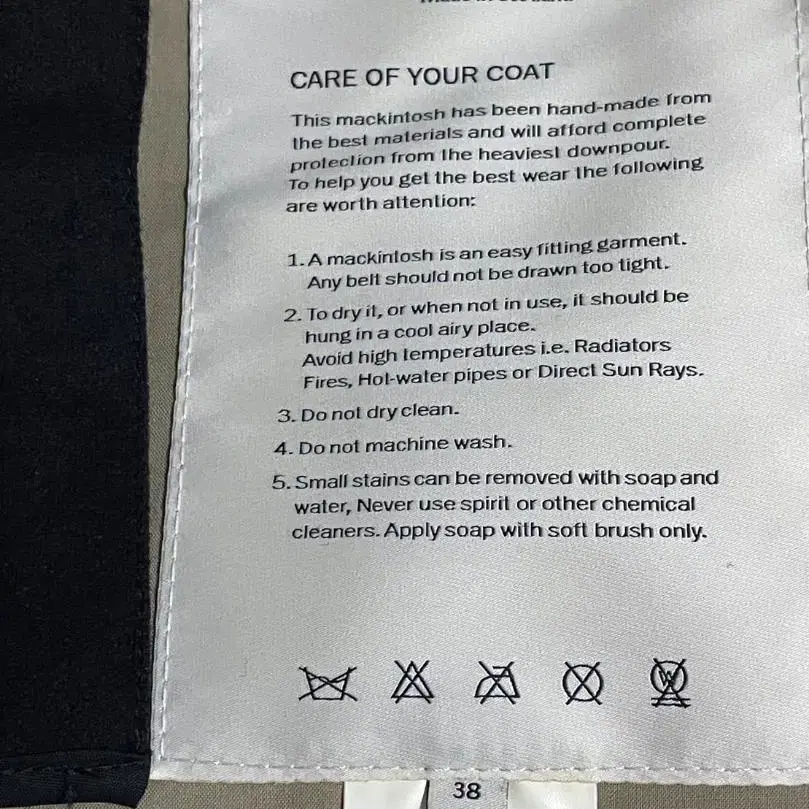 CARE OF YOUR COAT
This mackintosh has been hand-made from
the best materials and will afford complete
protection from the heaviest downpour.
To help you get the best wear the following
are worth attention:
1. A mackintosh is an easy fitting garment.
Any belt should not be drawn too tight.
2. To dry it, or when not in use, it should be
hung in a cool airy place.
Avoid high temperatures i.e. Radiators
Fires, Hot-water pipes or Direct Sun Rays.
3. Do not dry clean.
4. Do not machine wash.
5. Small stains can be removed with soap and
water, Never use spirit or other chemical
cleaners. Apply soap with soft brush only.
W
38